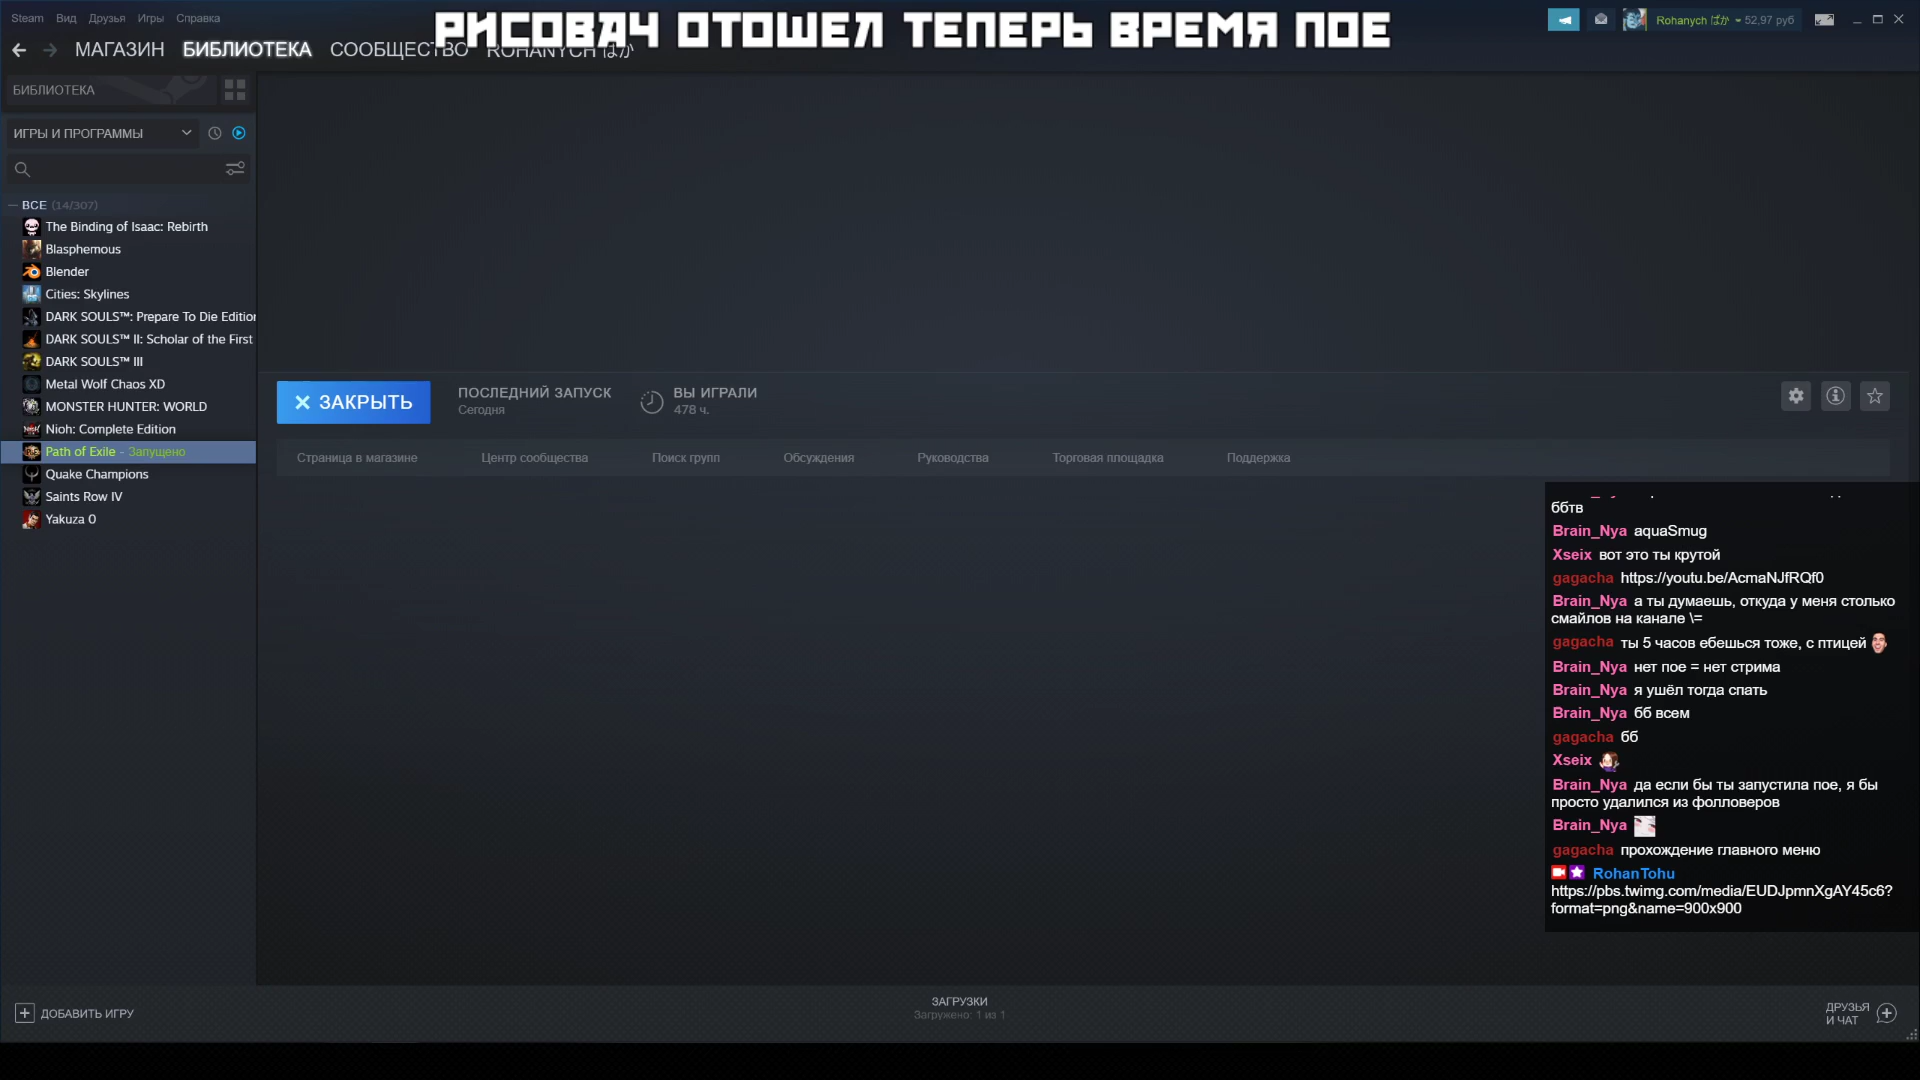 Steam Вид Друзья Игры Справка
РИСОВАЧ ОТОШЕЛ ТЕПЕРЬ ВРЕМЯ ПОЕ
Rohanych ばか 52,97 руб
МАГАЗИН БИБЛИОТЕКА СООБЩЕСТВО ROHANYCH ばか
БИБЛИОТЕКА
ИГРЫ И ПРОГРАММЫ
ВСЕ (14/307)
The Binding of Isaac: Rebirth
Blasphemous
Blender
Cities: Skylines
DARK SOULS™: Prepare To Die Edition
DARK SOULS™ II: Scholar of the First
DARK SOULS™ III
Metal Wolf Chaos XD
MONSTER HUNTER: WORLD
Nioh: Complete Edition
Path of Exile - Запущено
Quake Champions
Saints Row IV
Yakuza 0
ЗАКРЫТЬ
ПОСЛЕДНИЙ ЗАПУСК
Сегодня
ВЫ ИГРАЛИ
478 ч.
Страница в магазине Центр сообщества Поиск групп Обсуждения Руководства Торговая площадка Поддержка
ббтв
Brain_Nya aquaSmug
Xseix вот это ты крутой
gagacha https://youtu.be/AcmaNJfRQf0
Brain_Nya а ты думаешь, откуда у меня столько
смайлов на канале \=
gagacha ты 5 часов ебешься тоже, с птицей
Brain_Nya нет пое = нет стрима
Brain_Nya я ушёл тогда спать
Brain_Nya бб всем
gagacha бб
Xseix
Brain_Nya да если бы ты запустила пое, я бы
просто удалился из фолловеров
Brain_Nya
gagacha прохождение главного меню
RohanTohu
https://pbs.twimg.com/media/EUDJpmnXgAY45c6?
format=png&name=900x900
ДОБАВИТЬ ИГРУ
ЗАГРУЗКИ
Загружено: 1 из 1
ДРУЗЬЯ
И ЧАТ